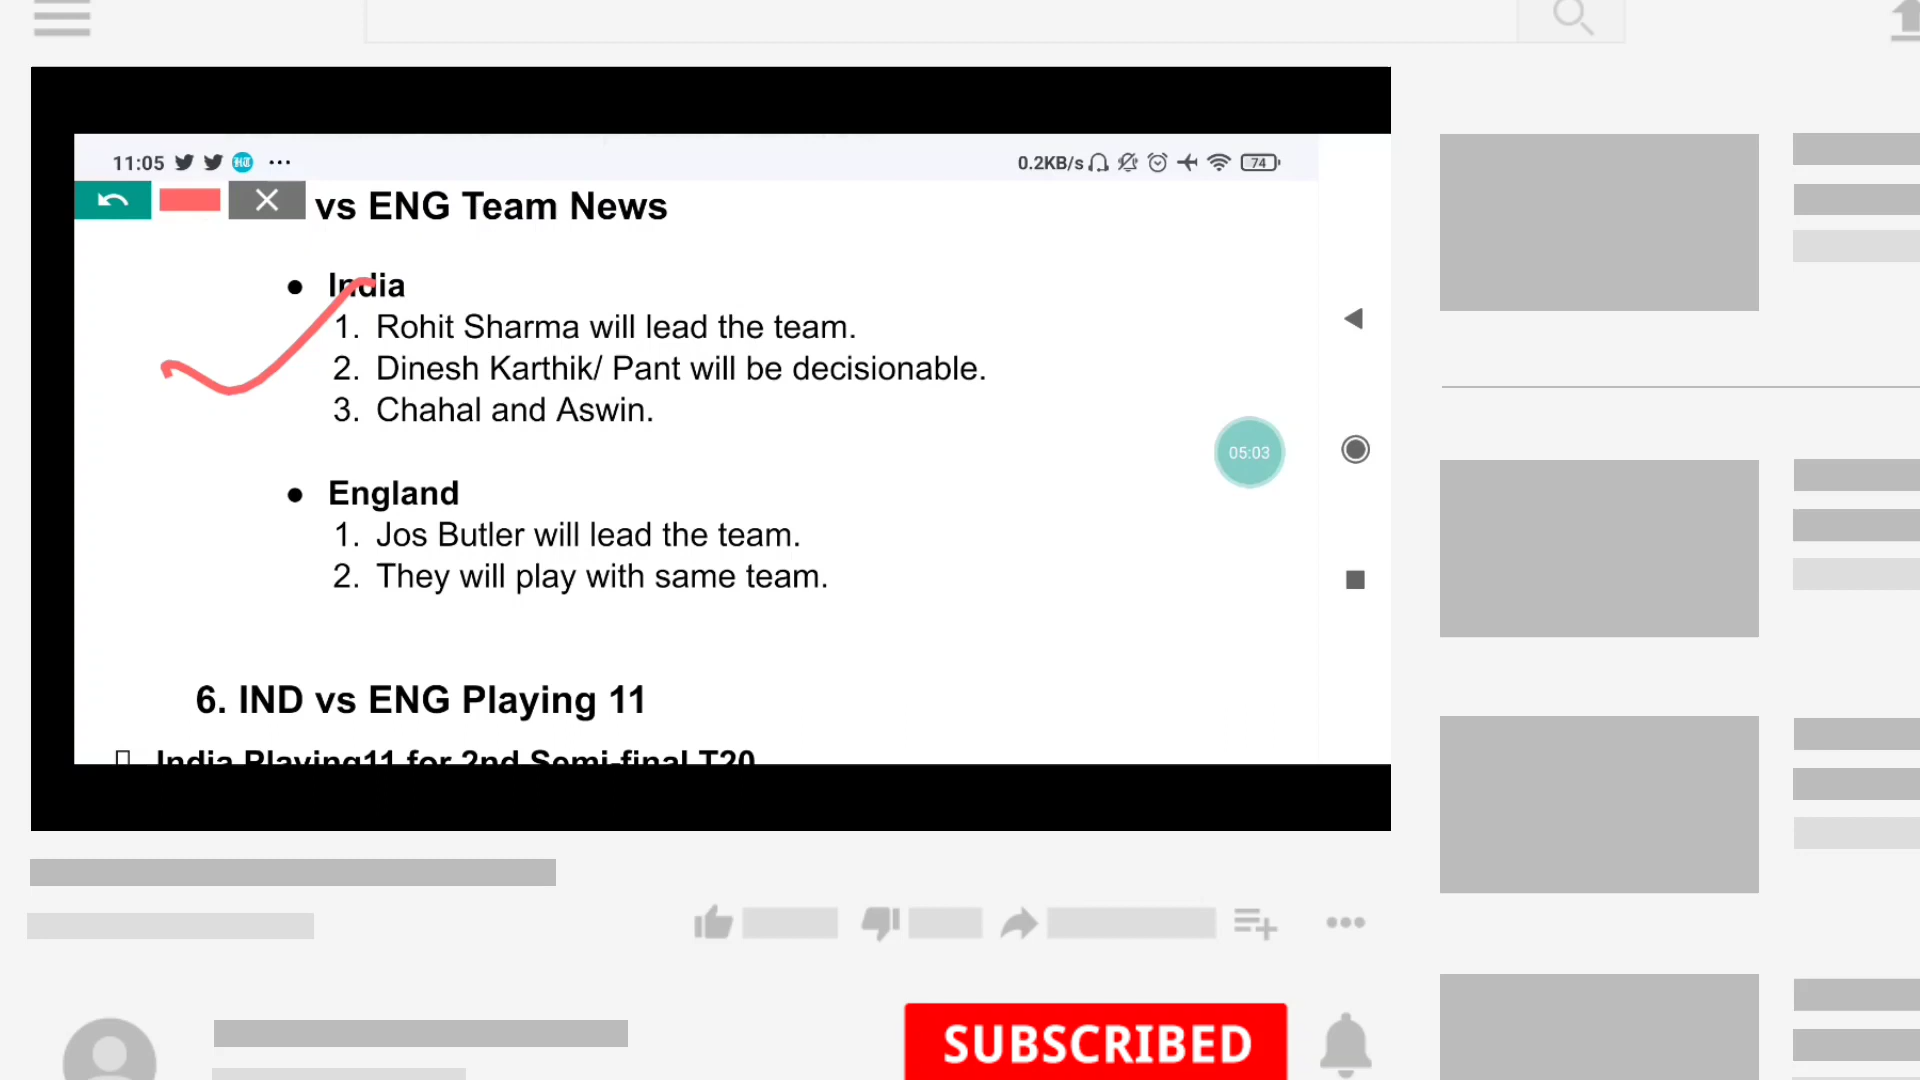 11:05
0.2KB/s
74
vs ENG Team News
● India
1. Rohit Sharma will lead the team.
2. Dinesh Karthik/ Pant will be decisionable.
3. Chahal and Aswin.
05:03
● England
1. Jos Butler will lead the team.
2. They will play with same team.
6. IND vs ENG Playing 11
India Playing11 for 2nd Semi-final T20
SUBSCRIBED